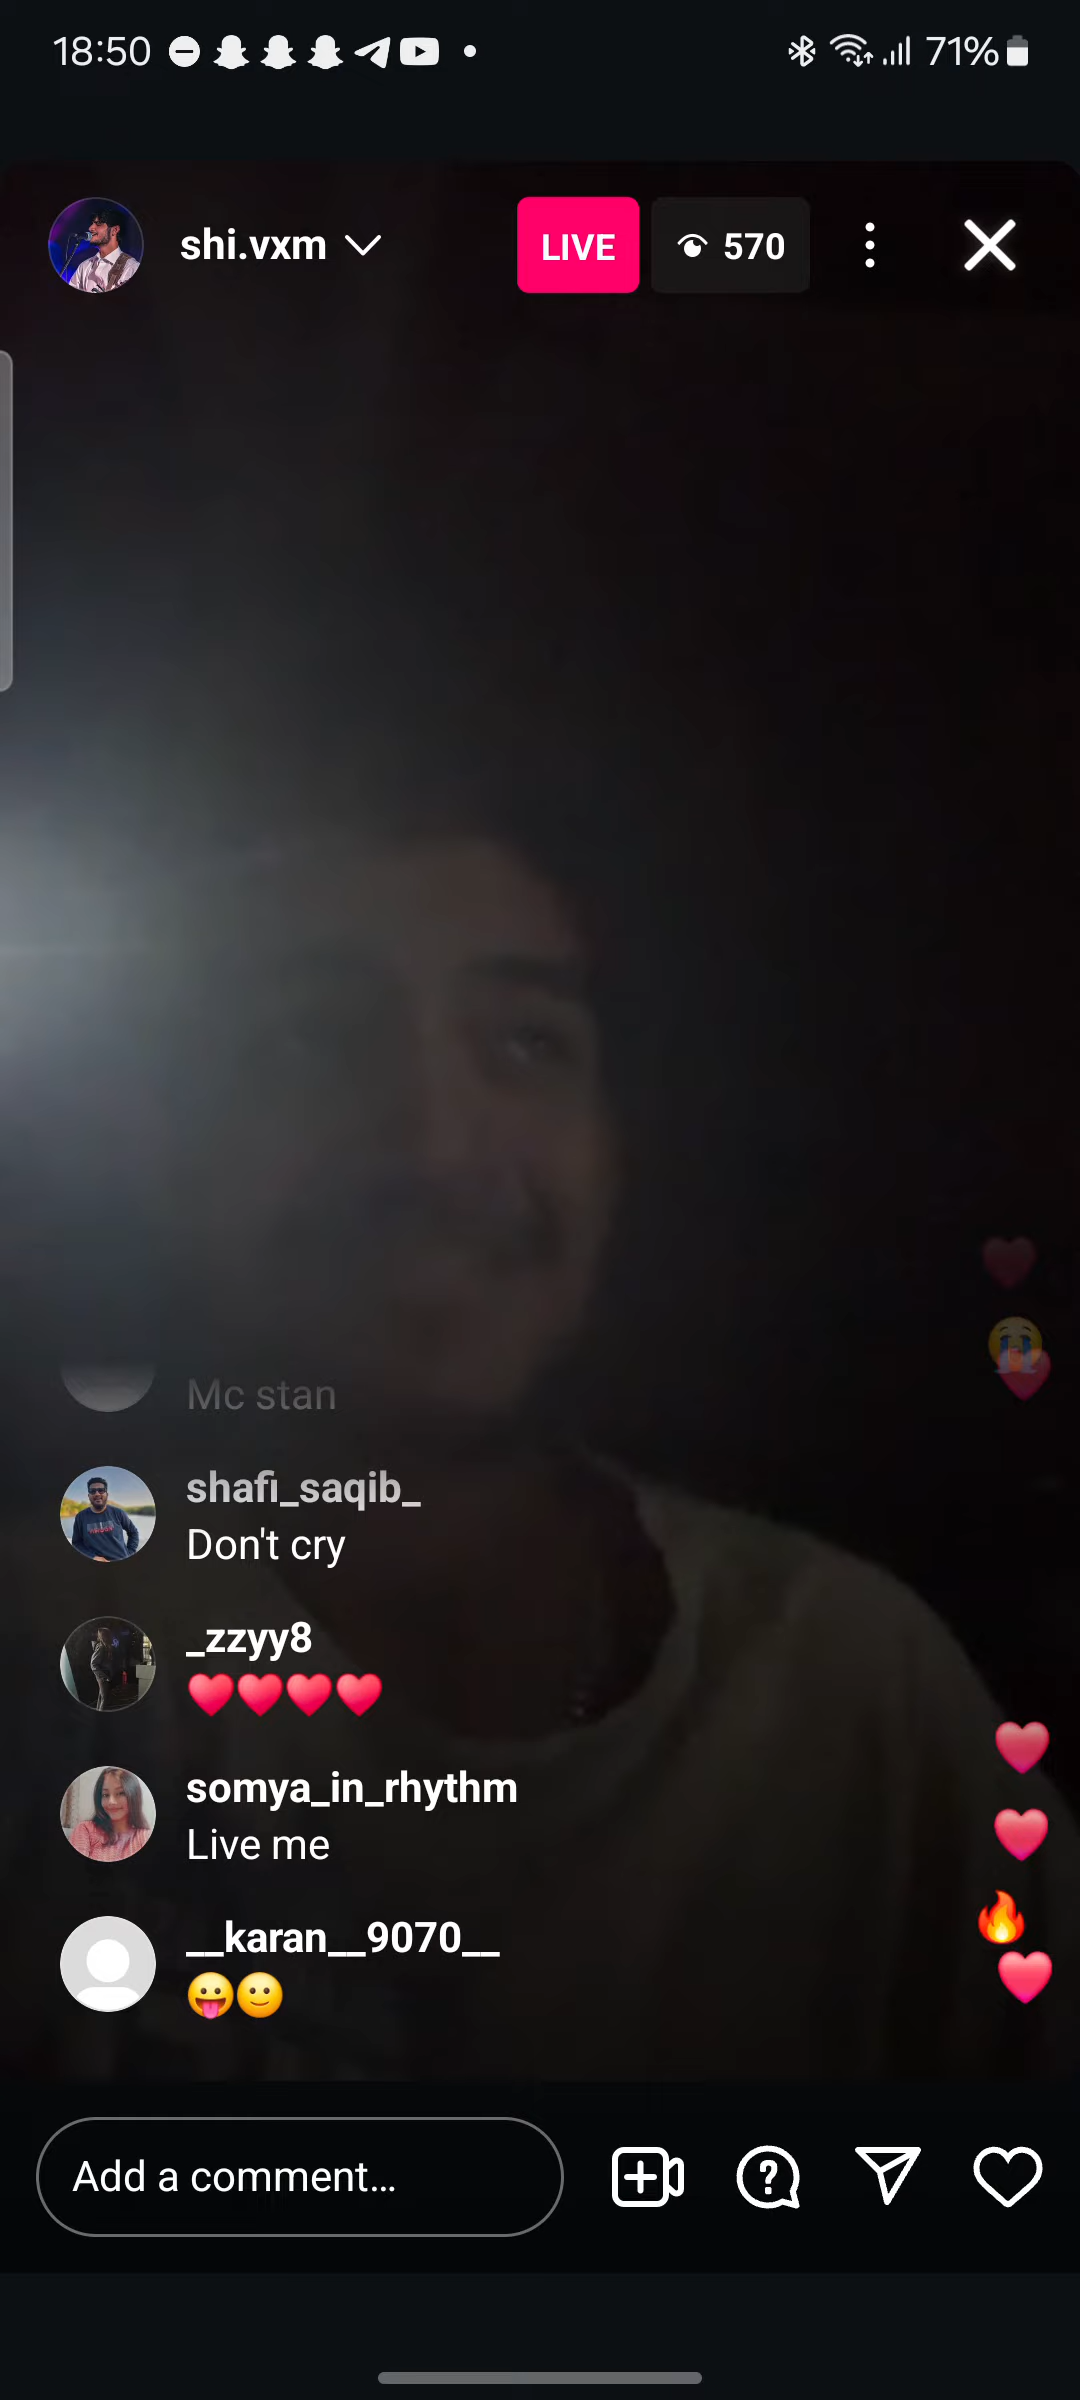 18:50
71%
shi.vxm
LIVE
570
Mc stan
shafi_saqib_
Don't cry
_zzyy8
❤️❤️❤️❤️
somya_in_rhythm
Live me
__karan__9070__
😛🙂
Add a comment...